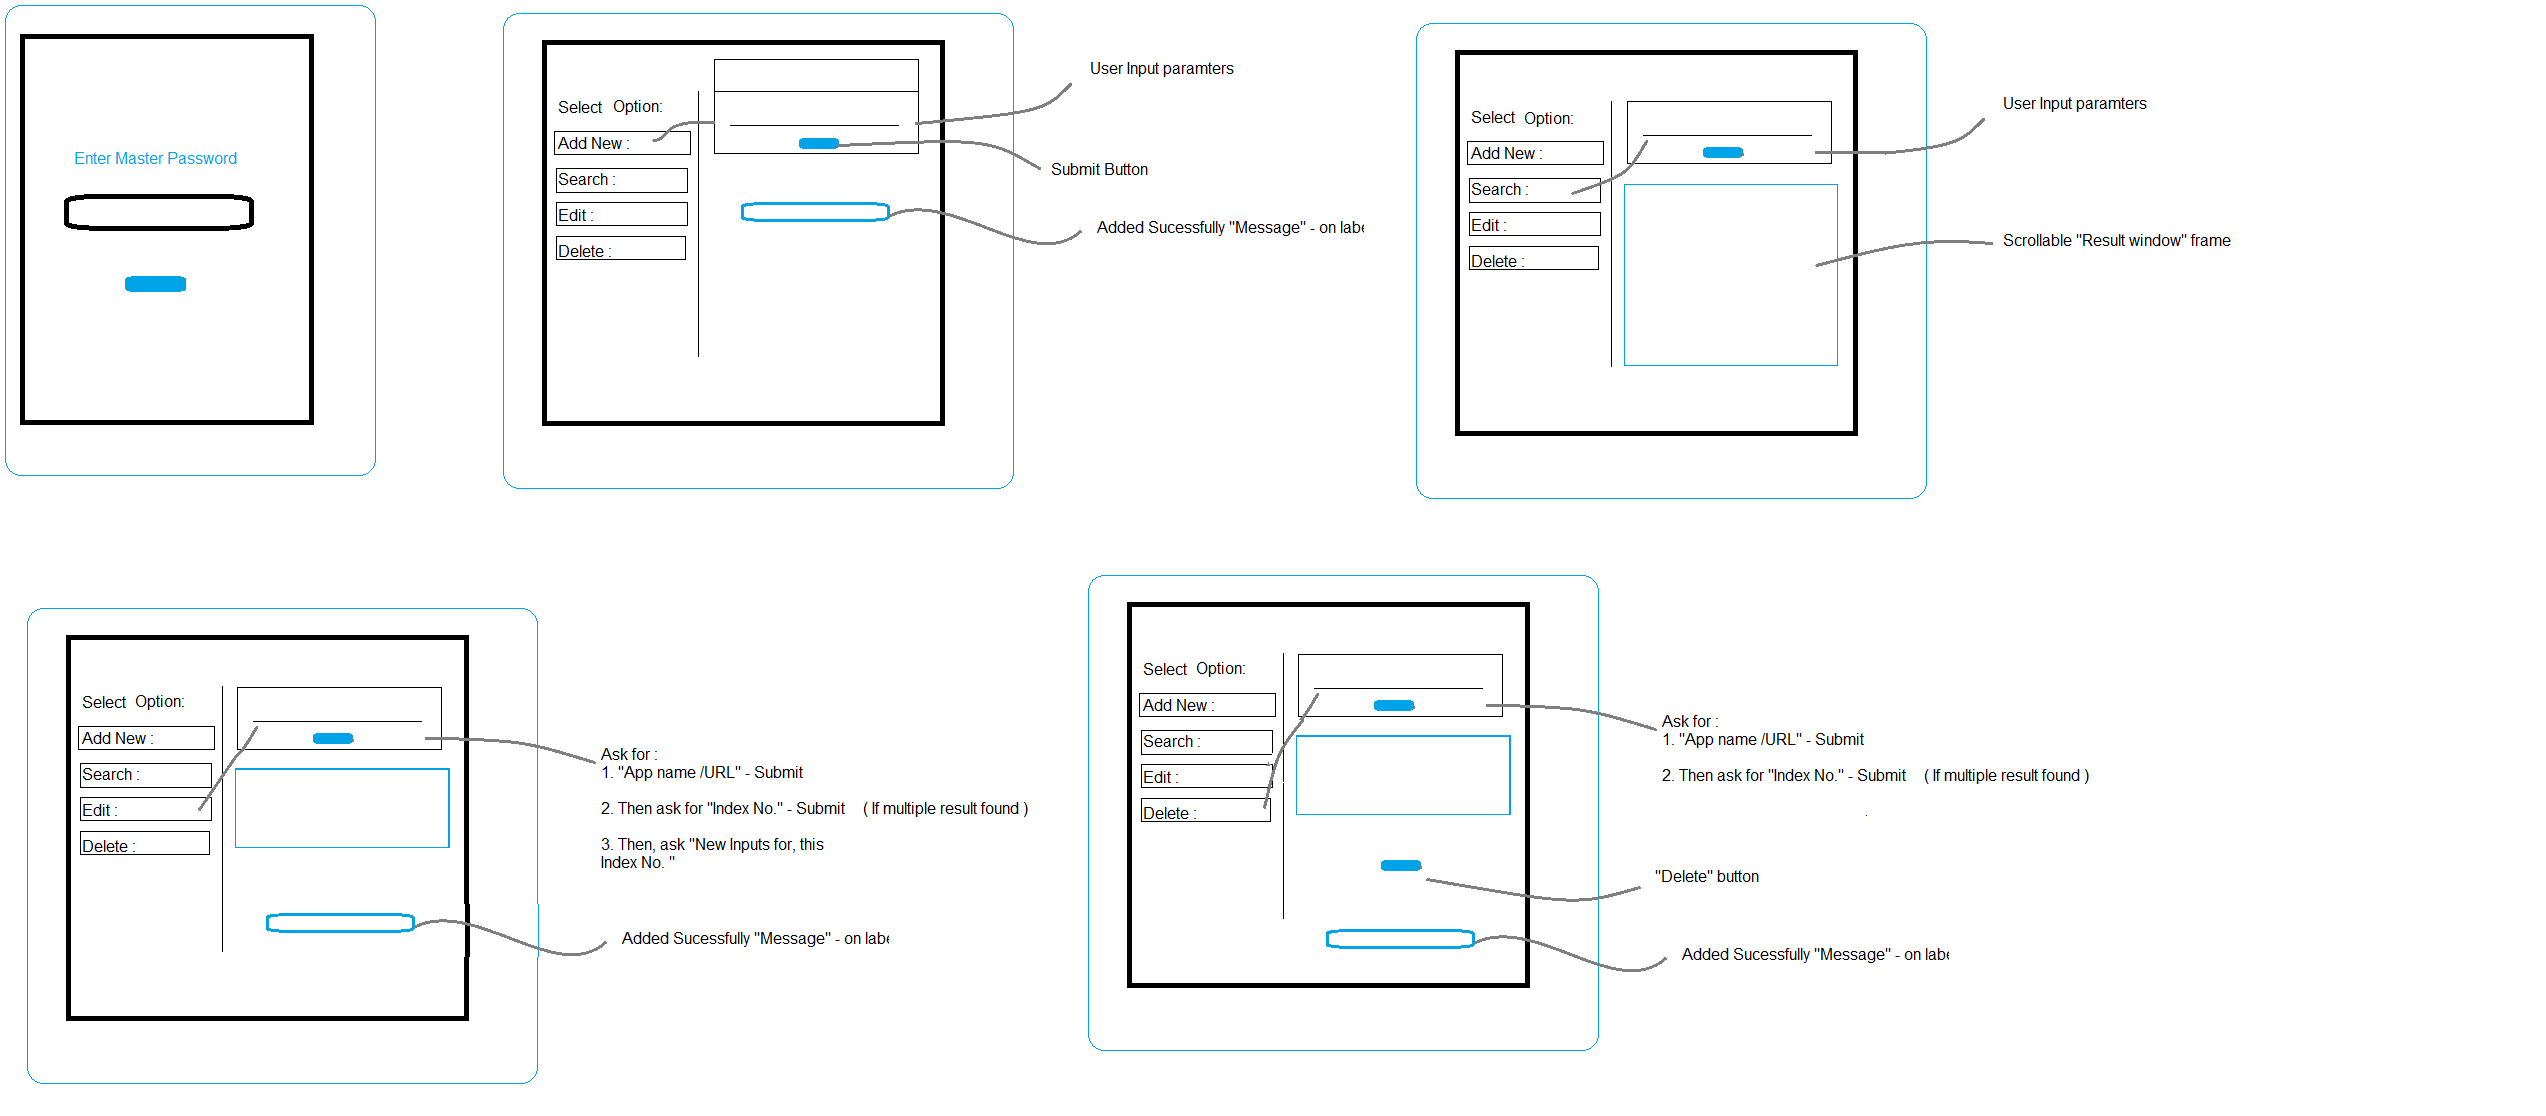 Enter Master Password
Select Option:
Add New :
Search :
Edit :
Delete :
User Input paramters
Submit Button
Added Sucessfully "Message" - on labe
Select Option:
Add New :
Search :
Edit :
Delete :
User Input paramters
Scrollable "Result window" frame
Select Option:
Add New :
Search :
Edit :
Delete :
Ask for :
1. "App name /URL" - Submit
2. Then ask for "Index No." - Submit ( If multiple result found )
3. Then, ask "New Inputs for, this
Index No. "
Added Sucessfully "Message" - on labe
Select Option:
Add New :
Search :
Edit :
Delete :
Ask for :
1. "App name /URL" - Submit
2. Then ask for "Index No." - Submit ( If multiple result found )
"Delete" button
Added Sucessfully "Message" - on labe